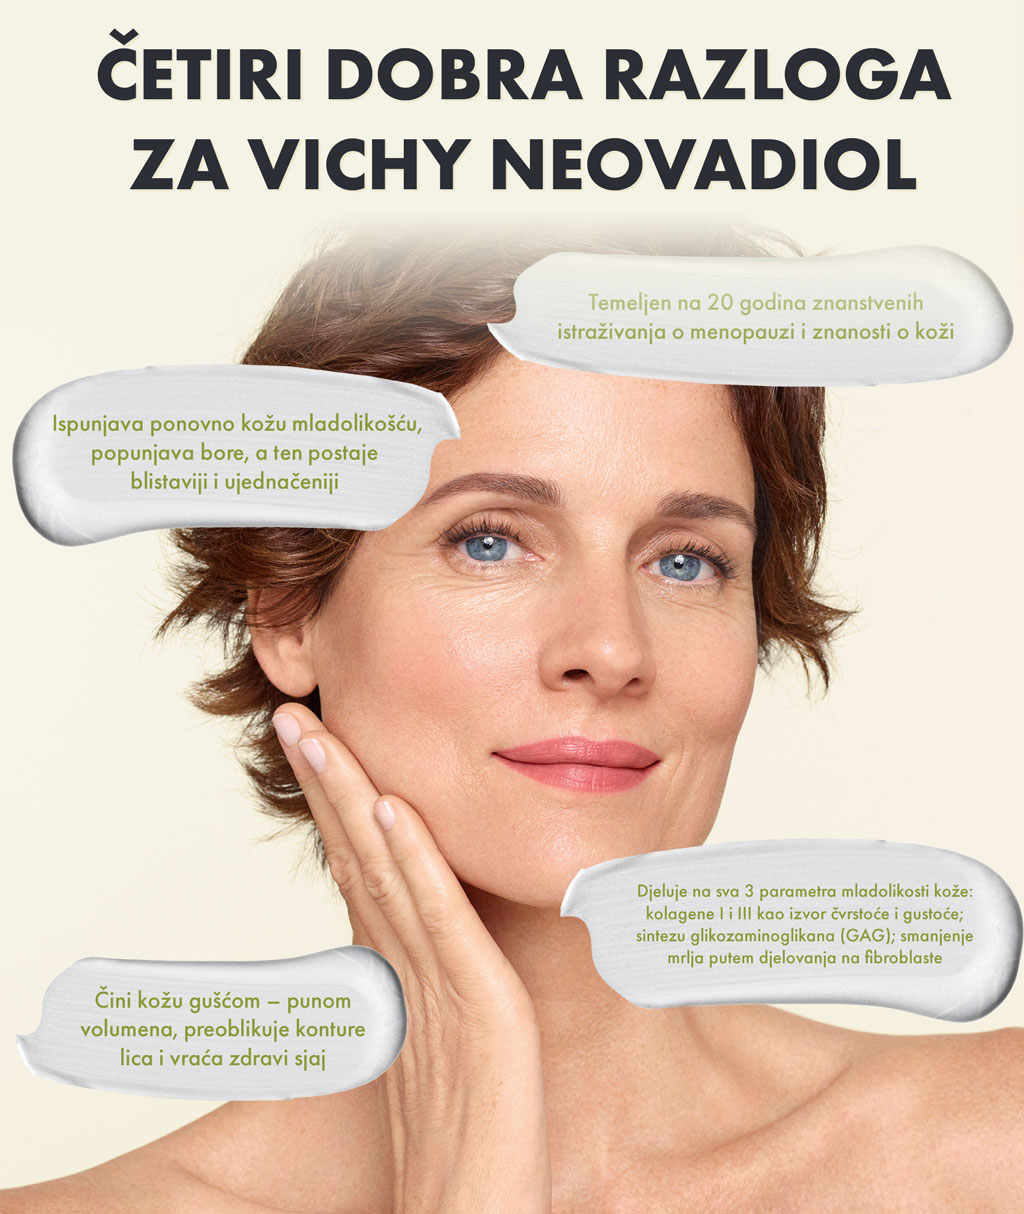 ČETIRI DOBRA RAZLOGA
ZA VICHY NEOVADIOL
Temeljen na 20 godina znanstvenih
istraživanja o menopauzi i znanosti o koži
Ispunjava ponovno kožu mladolikošću,
popunjava bore, a ten postaje
blistaviji i ujednačeniji
Djeluje na sva 3 parametra mladolikosti kože:
kolagene I i III kao izvor čvrstoće i gustoće;
sintezu glikozaminoglikana (GAG); smanjenje
mrlja putem djelovanja na fibroblaste
Čini kožu gušćom – punom
volumena, preoblikuje konture
lica i vraća zdravi sjaj